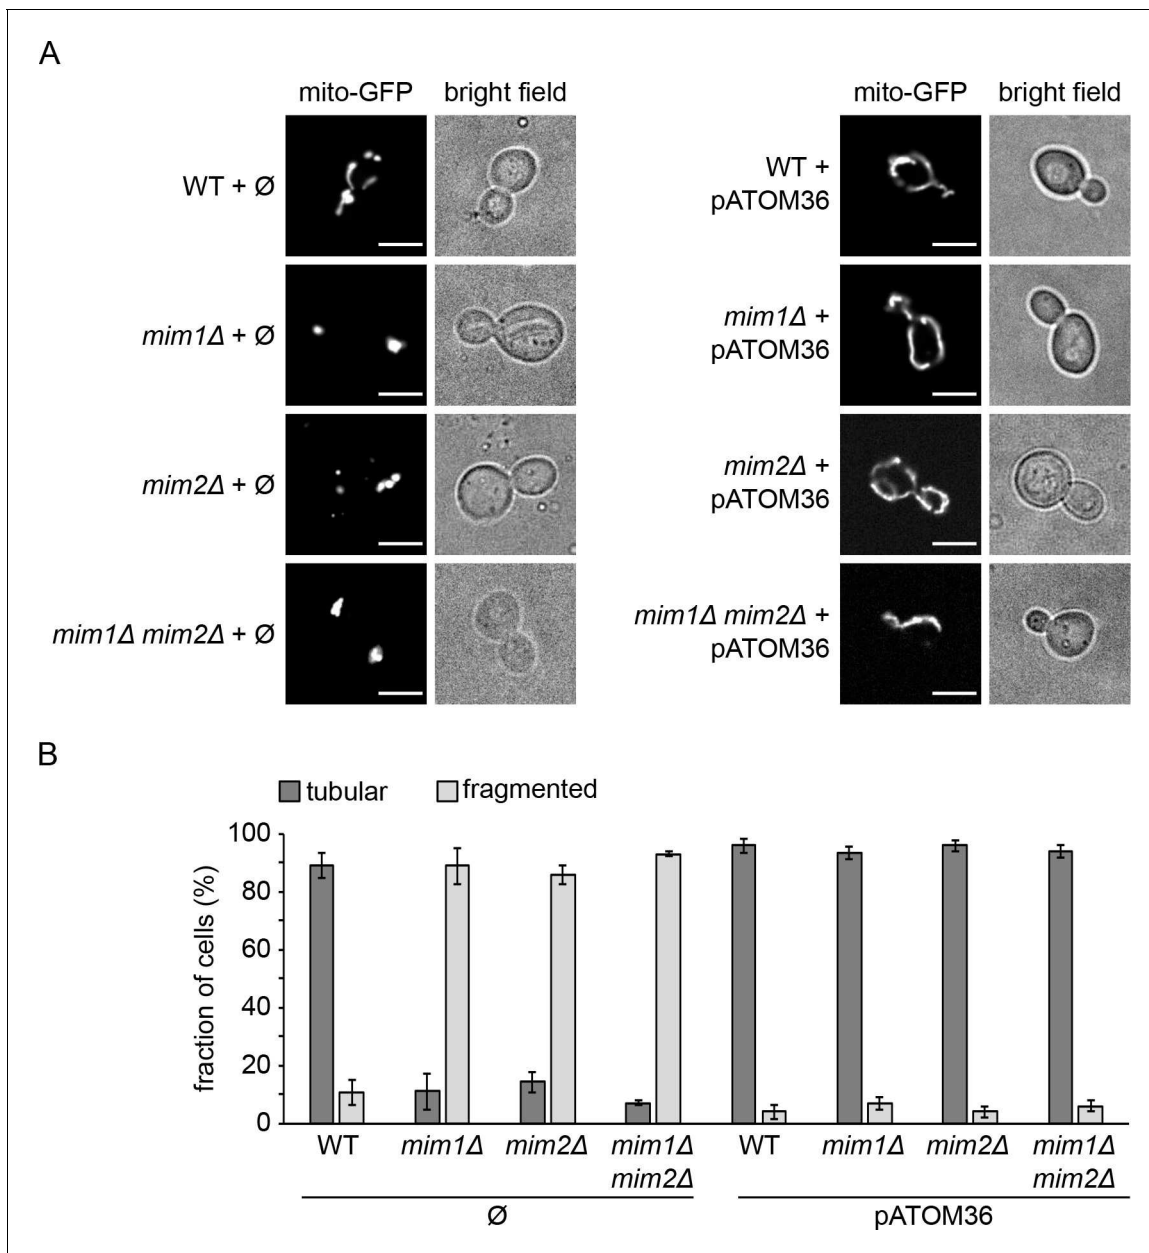 A
mito-GFP bright field
mito-GFP bright field
WT + Ø
WT +
pATOM36
mim1Δ + Ø
mim1Δ +
pATOM36
mim2Δ + Ø
mim2Δ +
pATOM36
mim1Δ mim2Δ + Ø
mim1Δ mim2Δ +
pATOM36
B
tubular fragmented
fraction of cells (%)
100
80
60
40
20
0
WT mim1Δ mim2Δ mim1Δ WT mim1Δ mim2Δ mim1Δ
mim2Δ mim2Δ
Ø pATOM36